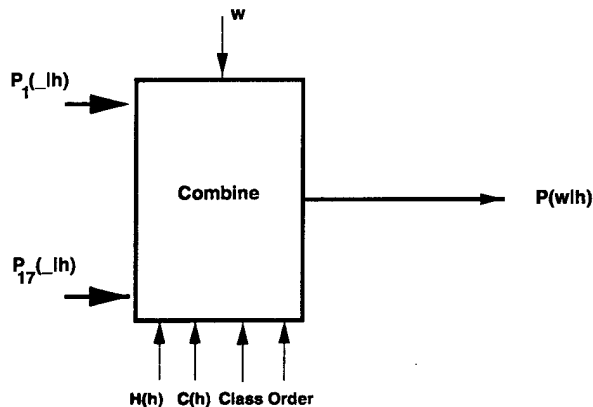 w
P1(_|h)
Combine
P(w|h)
P17(_|h)
H(h) C(h) Class Order